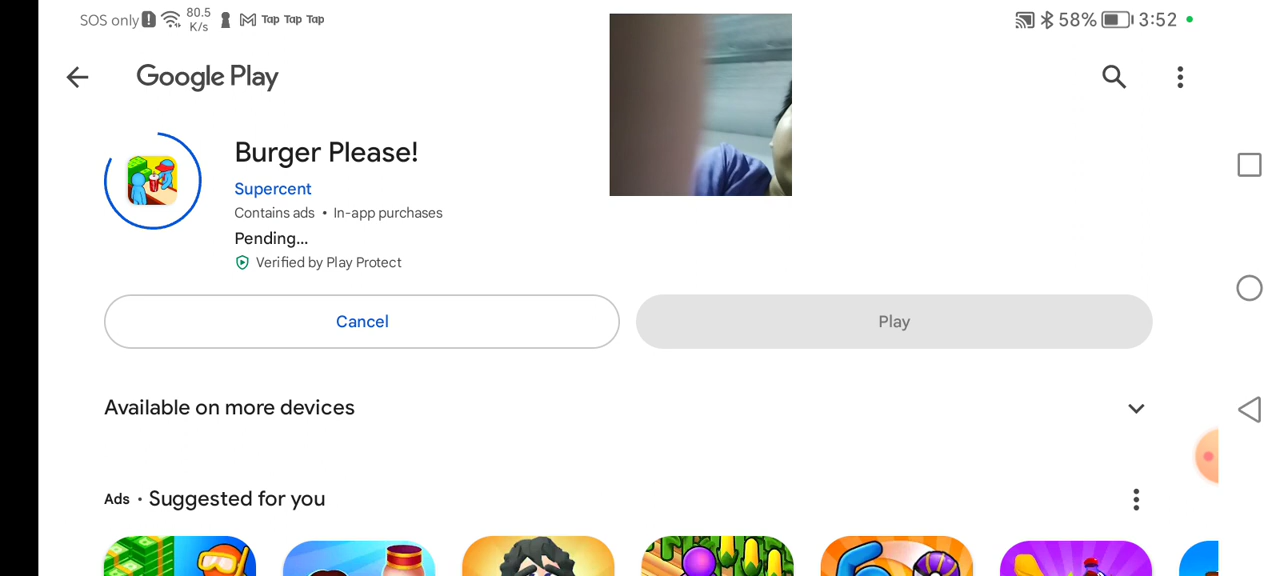 SOS only 80.5 K/s Tap Tap Tap 58% 3:52
Google Play
Burger Please!
Supercent
Contains ads • In-app purchases
Pending...
Verified by Play Protect
Cancel Play
Available on more devices
Ads • Suggested for you